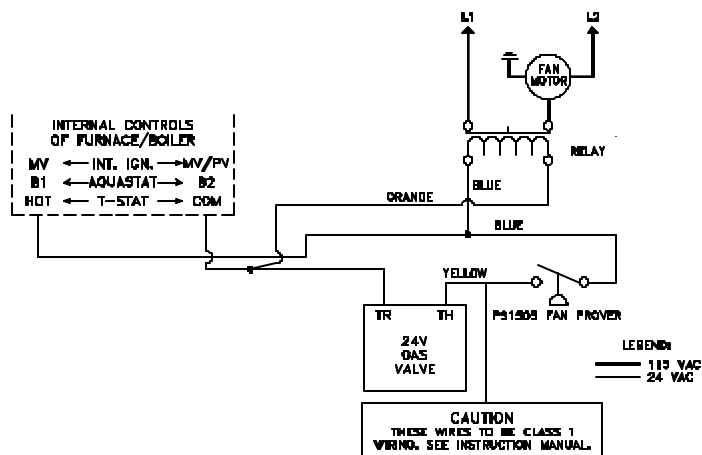 L1
L2
FAN
MOTOR
INTERNAL CONTROLS
OF FURNACE/BOILER
MV INT. IGN. MV/PV
B1 AQUASTAT B2
HOT T-STAT COM
RELAY
BLUE
ORANGE
BLUE
YELLOW
TR TH
PS1505 FAN PROVER
24V
GAS
VALVE
LEGEND:
115 VAC
24 VAC
CAUTION
THESE WIRES TO BE CLASS 1
WIRING. SEE INSTRUCTION MANUAL.